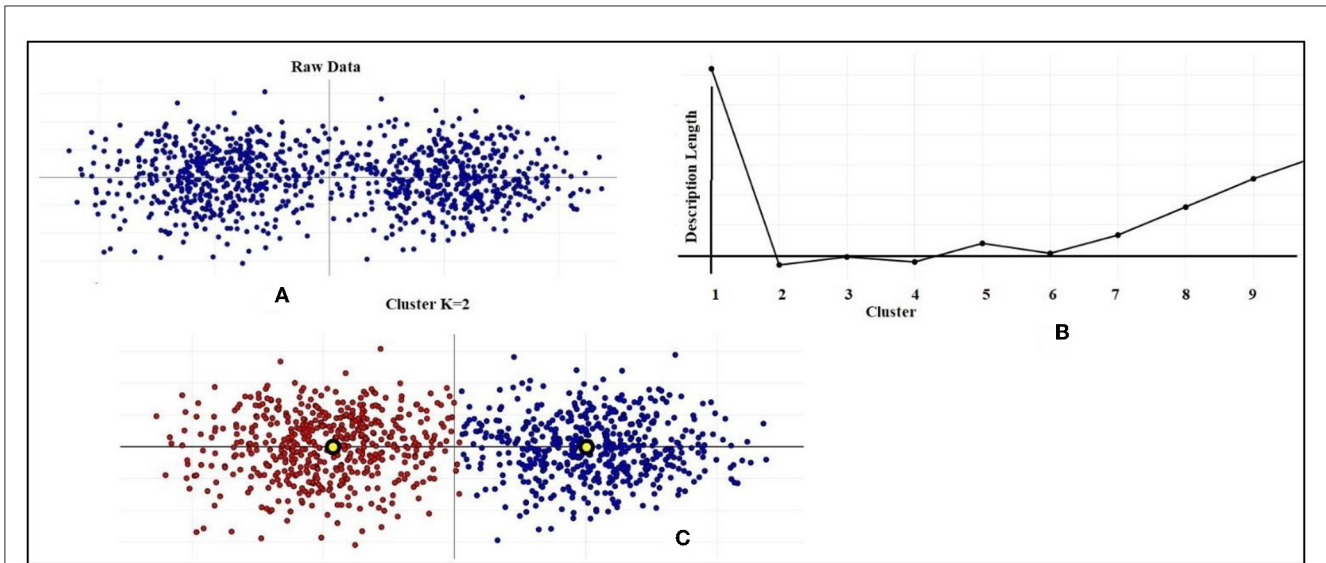 Raw Data
A
Description Length
1 2 3 4 5 6 7 8 9
Cluster
B
Cluster K=2
C